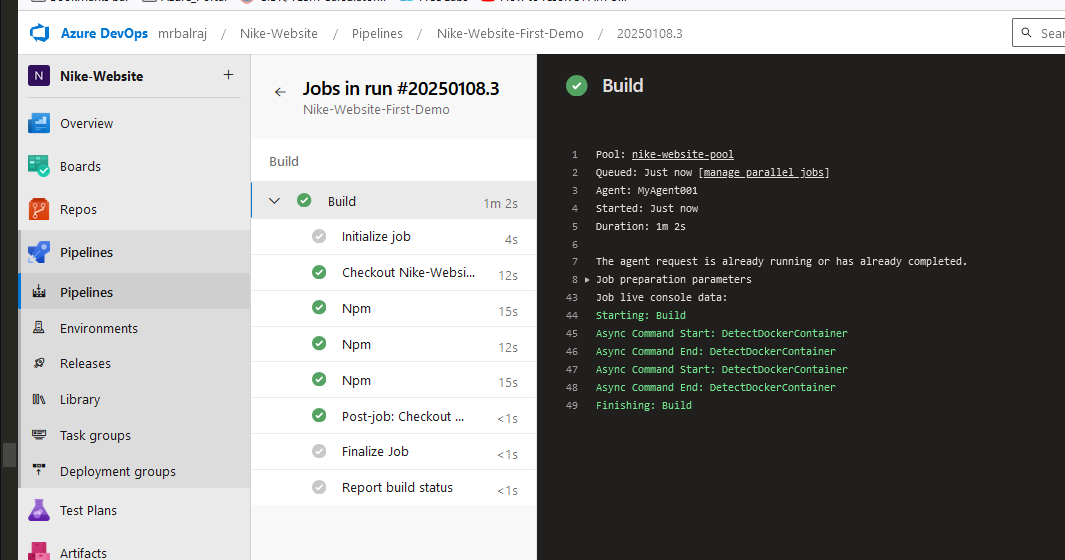 Azure DevOps mrbalraj / Nike-Website / Pipelines / Nike-Website-First-Demo / 20250108.3
N Nike-Website +
Overview
Boards
Repos
Pipelines
Pipelines
Environments
Releases
Library
Task groups
Deployment groups
Test Plans
Artifacts
Jobs in run #20250108.3
Nike-Website-First-Demo
Build
Build 1m 2s
Initialize job 4s
Checkout Nike-Websi... 12s
Npm 15s
Npm 12s
Npm 15s
Post-job: Checkout ... <1s
Finalize Job <1s
Report build status <1s
Build
1 Pool: nike-website-pool
2 Queued: Just now [manage parallel jobs]
3 Agent: MyAgent001
4 Started: Just now
5 Duration: 1m 2s
6
7 The agent request is already running or has already completed.
8 Job preparation parameters
43 Job live console data:
44 Starting: Build
45 Async Command Start: DetectDockerContainer
46 Async Command End: DetectDockerContainer
47 Async Command Start: DetectDockerContainer
48 Async Command End: DetectDockerContainer
49 Finishing: Build